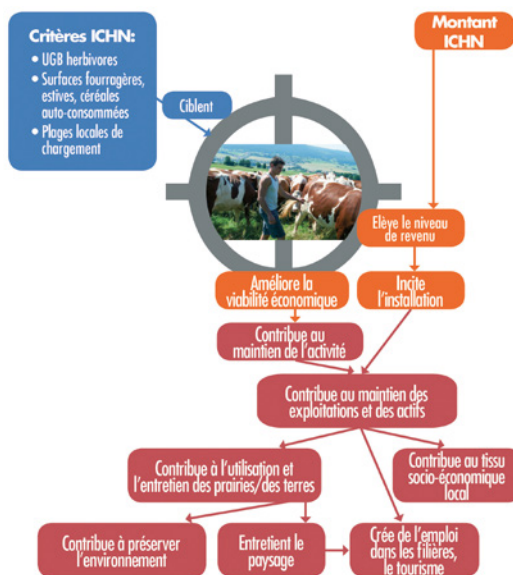 Critères ICHN:
• UGB herbivores
• Surfaces fourragères,
estives, céréales
auto-consommées
• Plages locales de
chargement
Ciblent
Montant
ICHN
Elève le niveau
de revenu
Améliore la
viabilité économique
Incite
l'installation
Contribue au
maintien de l'activité
Contribue au maintien des
exploitations et des actifs
Contribue à l'utilisation et
l'entretien des prairies/des terres
Contribue au tissu
socio-économique
local
Contribue à préserver
l'environnement
Entretient le
paysage
Crée de l'emploi
dans les filières,
le tourisme